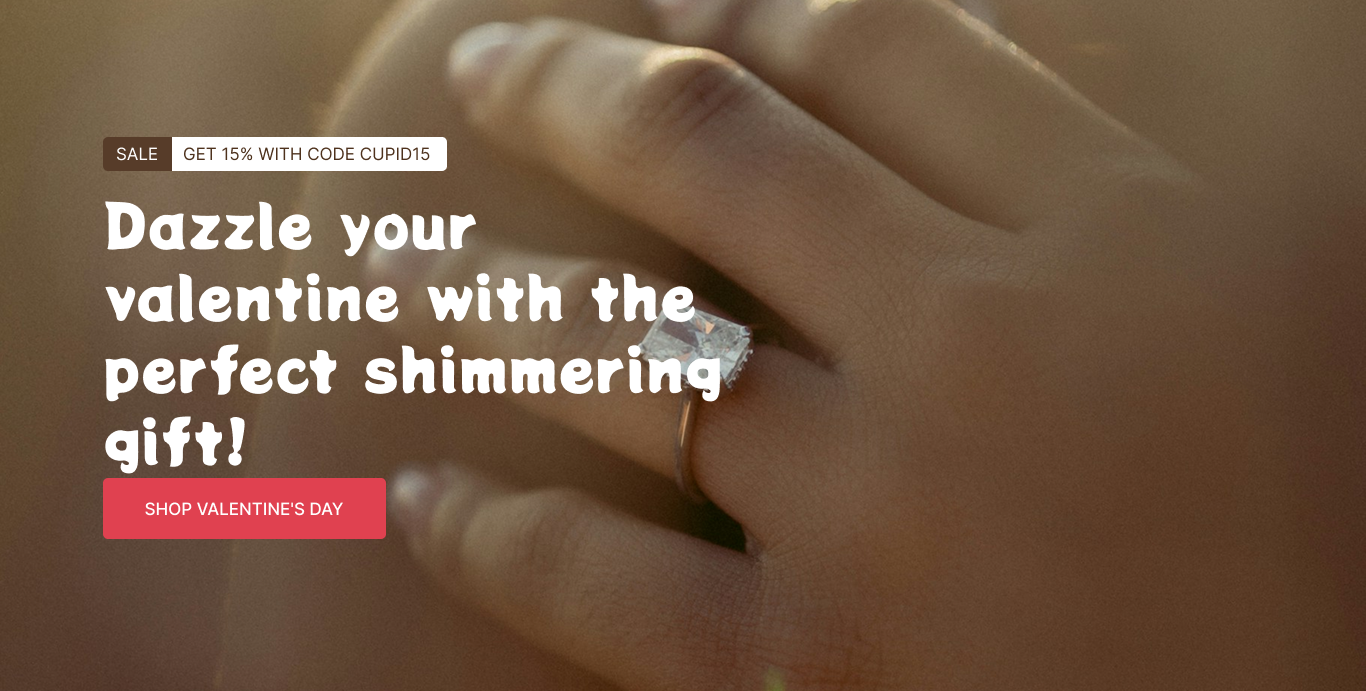 SALE GET 15% WITH CODE CUPID15
Dazzle your
valentine with the
perfect shimmering
gift!
SHOP VALENTINE'S DAY